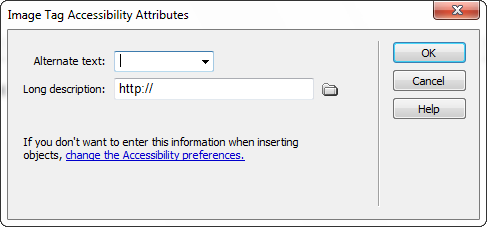 Image Tag Accessibility Attributes
Alternate text:
OK
Long description: http://
Cancel
Help
If you don't want to enter this information when inserting
objects, change the Accessibility preferences.